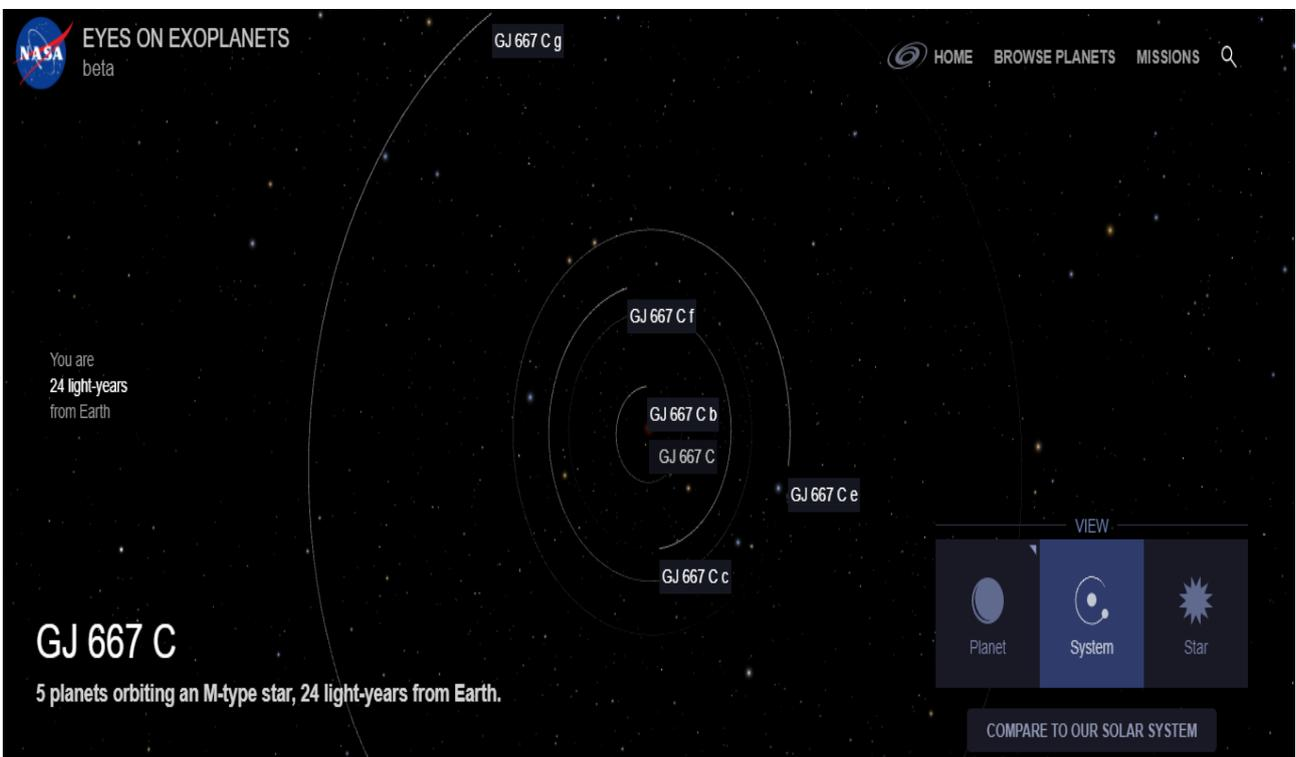 NASA
EYES ON EXOPLANETS
beta
GJ 667 C g
HOME BROWSE PLANETS MISSIONS
GJ 667 C f
You are
24 light-years
from Earth
GJ 667 C b
GJ 667 C
GJ 667 C e
GJ 667 C c
VIEW
Planet System Star
GJ 667 C
5 planets orbiting an M-type star, 24 light-years from Earth.
COMPARE TO OUR SOLAR SYSTEM